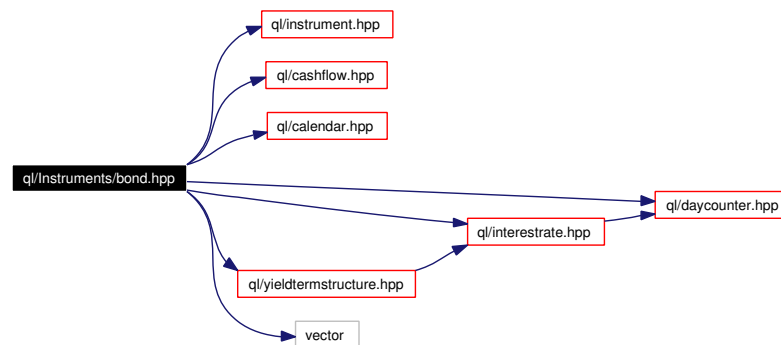 ql/instrument.hpp
ql/cashflow.hpp
ql/calendar.hpp
ql/Instruments/bond.hpp
ql/daycounter.hpp
ql/interestrate.hpp
ql/yieldtermstructure.hpp
vector